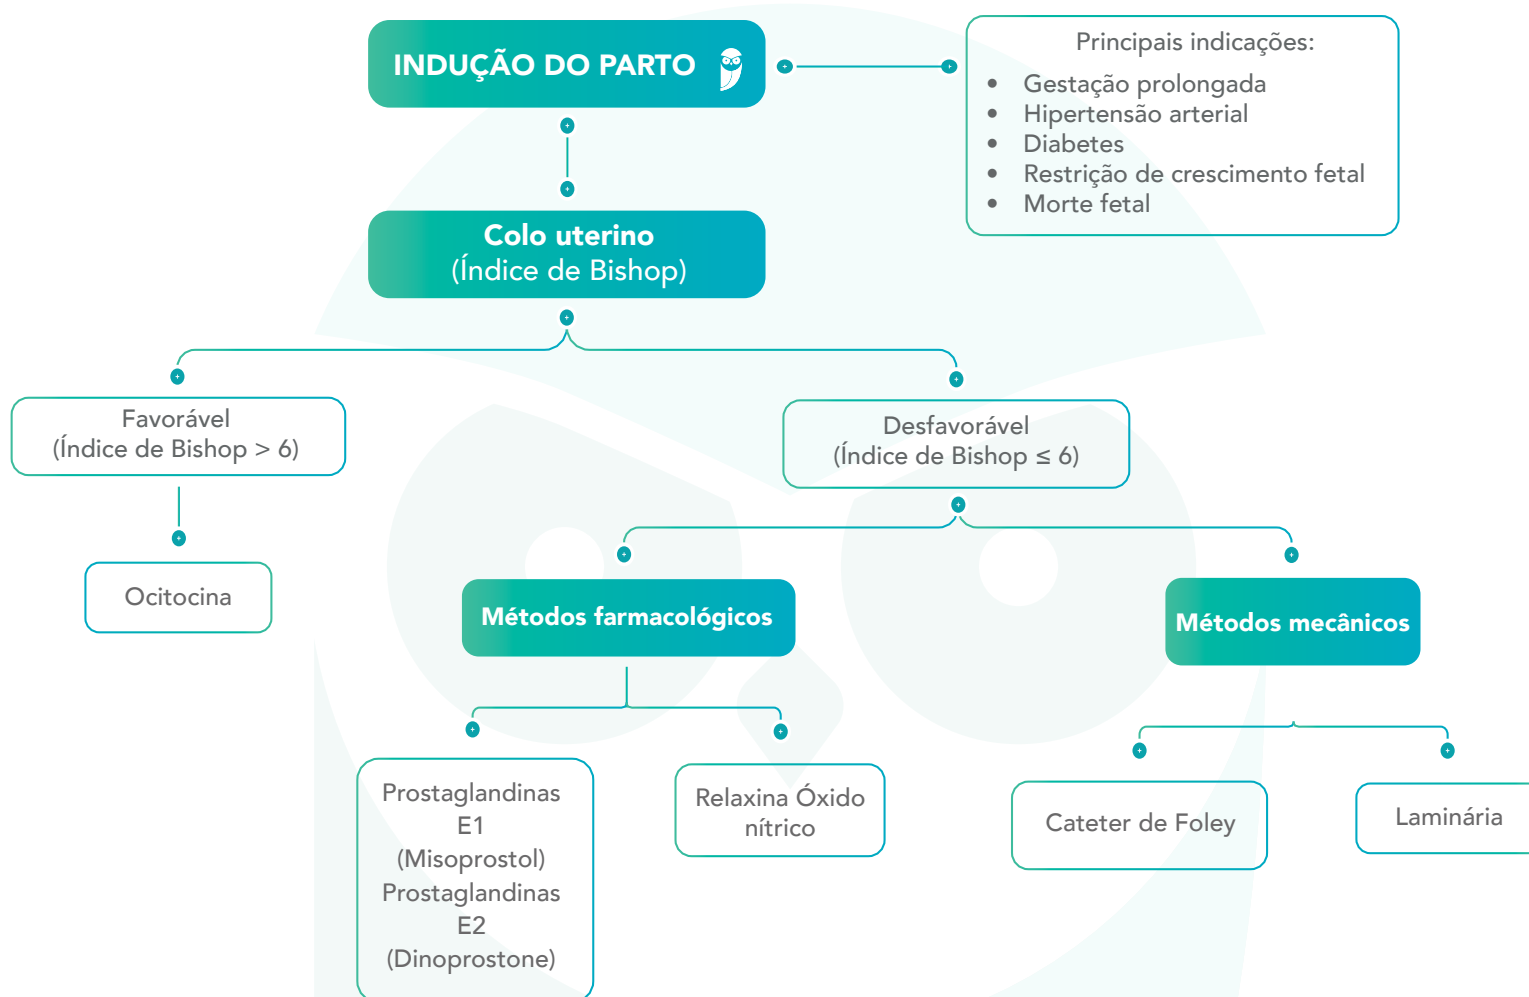 INDUÇÃO DO PARTO
Principais indicações:
• Gestação prolongada
• Hipertensão arterial
• Diabetes
• Restrição de crescimento fetal
• Morte fetal
Colo uterino
(Índice de Bishop)
Favorável
(Índice de Bishop > 6)
Desfavorável
(Índice de Bishop ≤ 6)
Ocitocina
Métodos farmacológicos
Métodos mecânicos
Prostaglandinas
E1
(Misoprostol)
Prostaglandinas
E2
(Dinoprostone)
Relaxina Óxido
nítrico
Cateter de Foley
Laminária